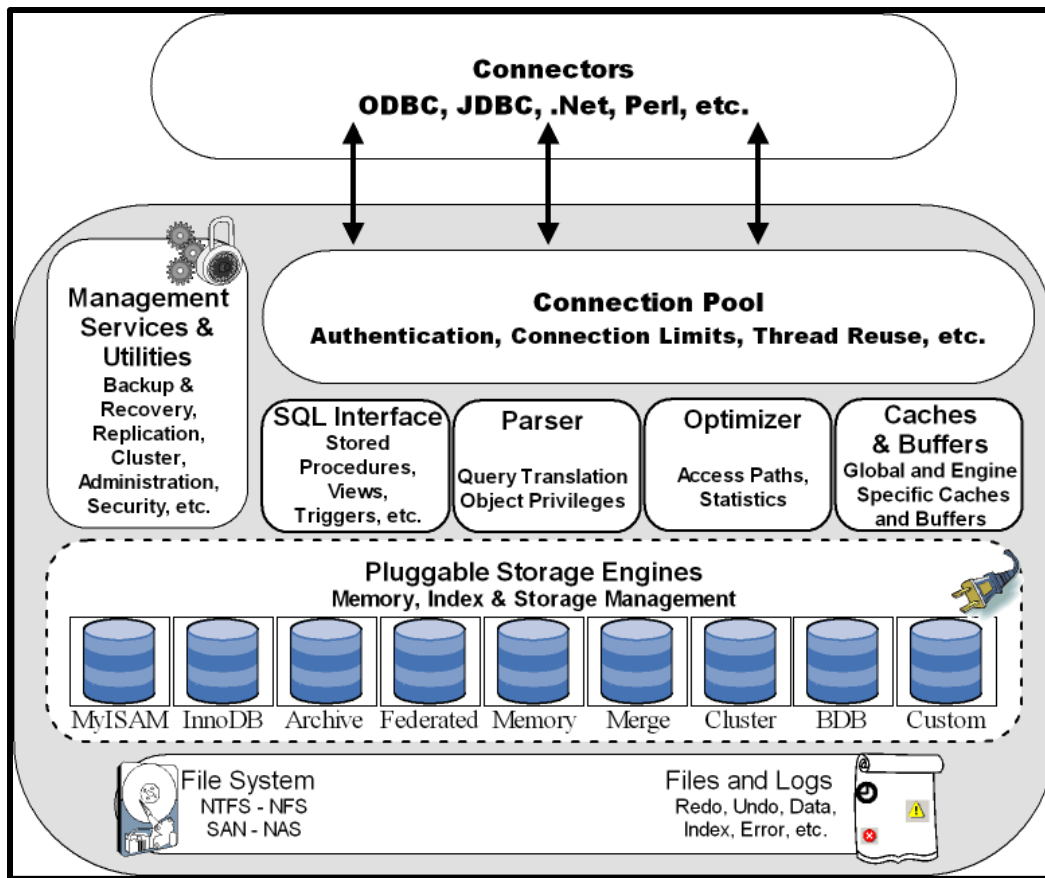 Connectors
ODBC, JDBC, .Net, Perl, etc.
Management
Services &
Utilities
Backup &
Recovery,
Replication,
Cluster,
Administration,
Security, etc.
Connection Pool
Authentication, Connection Limits, Thread Reuse, etc.
SQL Interface
Stored
Procedures,
Views,
Triggers, etc.
Parser
Query Translation
Object Privileges
Optimizer
Access Paths,
Statistics
Caches
& Buffers
Global and Engine
Specific Caches
and Buffers
Pluggable Storage Engines
Memory, Index & Storage Management
MyISAM
InnoDB
Archive
Federated
Memory
Merge
Cluster
BDB
Custom
File System
NTFS - NFS
SAN - NAS
Files and Logs
Redo, Undo, Data,
Index, Error, etc.